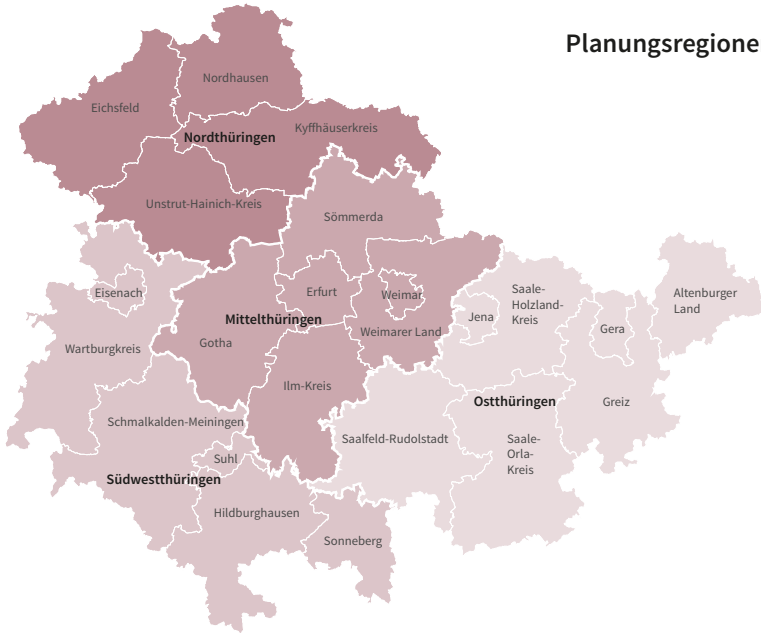 Planungsregione
Nordhausen
Eichsfeld
Kyffhäuserkreis
Nordthüringen
Unstrut-Hainich-Kreis
Sömmerda
Eisenach
Erfurt
Weimar
Saale-
Holzland-
Kreis
Altenburger
Land
Jena
Gera
Mittelthüringen
Weimarer Land
Gotha
Wartburgkreis
Ilm-Kreis
Ostthüringen
Greiz
Schmalkalden-Meiningen
Saalfeld-Rudolstadt
Saale-
Orla-
Kreis
Suhl
Südwestthüringen
Hildburghausen
Sonneberg